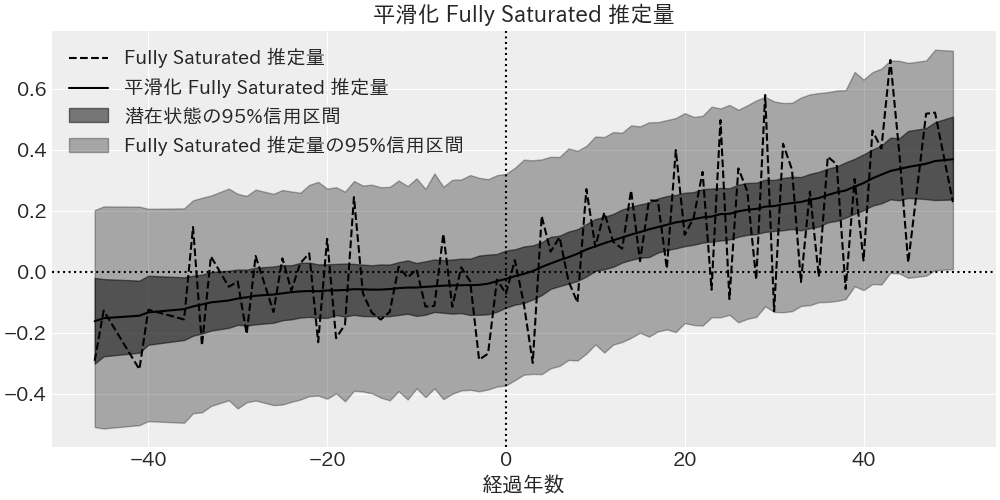 平滑化 Fully Saturated 推定量
Fully Saturated 推定量
平滑化 Fully Saturated 推定量
潜在状態の95%信用区間
Fully Saturated 推定量の95%信用区間
0.6
0.4
0.2
0.0
−0.2
−0.4
−40 −20 0 20 40
経過年数